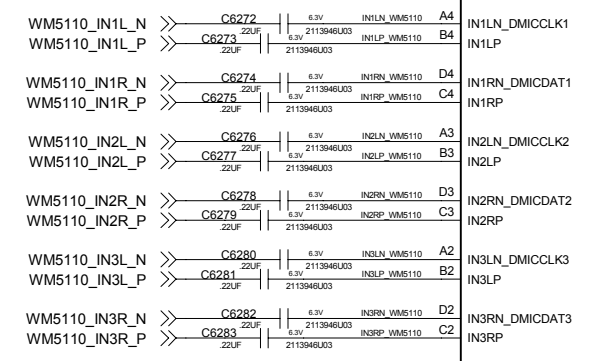 WM5110_IN1L_N C6272 .22UF 6.3V 2113946U03 IN1LN_WM5110 A4 IN1LN_DMICCLK1
WM5110_IN1L_P C6273 .22UF 6.3V 2113946U03 IN1LP_WM5110 B4 IN1LP
WM5110_IN1R_N C6274 .22UF 6.3V 2113946U03 IN1RN_WM5110 D4 IN1RN_DMICDAT1
WM5110_IN1R_P C6275 .22UF 6.3V 2113946U03 IN1RP_WM5110 C4 IN1RP
WM5110_IN2L_N C6276 .22UF 6.3V 2113946U03 IN2LN_WM5110 A3 IN2LN_DMICCLK2
WM5110_IN2L_P C6277 .22UF 6.3V 2113946U03 IN2LP_WM5110 B3 IN2LP
WM5110_IN2R_N C6278 .22UF 6.3V 2113946U03 IN2RN_WM5110 D3 IN2RN_DMICDAT2
WM5110_IN2R_P C6279 .22UF 6.3V 2113946U03 IN2RP_WM5110 C3 IN2RP
WM5110_IN3L_N C6280 .22UF 6.3V 2113946U03 IN3LN_WM5110 A2 IN3LN_DMICCLK3
WM5110_IN3L_P C6281 .22UF 6.3V 2113946U03 IN3LP_WM5110 B2 IN3LP
WM5110_IN3R_N C6282 .22UF 6.3V 2113946U03 IN3RN_WM5110 D2 IN3RN_DMICDAT3
WM5110_IN3R_P C6283 .22UF 6.3V 2113946U03 IN3RP_WM5110 C2 IN3RP